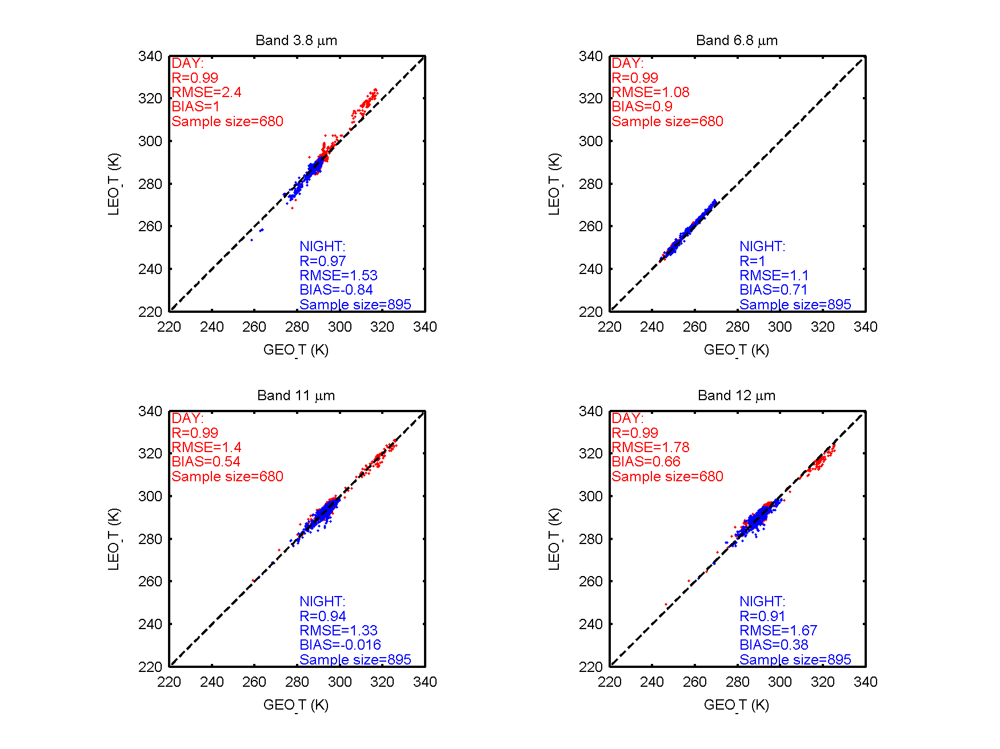 Band 3.8 μm
340
320
300
280
260
240
220
LEO_T (K)
DAY:
R=0.99
RMSE=2.4
BIAS=1
Sample size=680
NIGHT:
R=0.97
RMSE=1.53
BIAS=-0.84
Sample size=895
220 240 260 280 300 320 340
GEO_T (K)
Band 6.8 μm
340
320
300
280
260
240
220
LEO_T (K)
DAY:
R=0.99
RMSE=1.08
BIAS=0.9
Sample size=680
NIGHT:
R=1
RMSE=1.1
BIAS=0.71
Sample size=895
220 240 260 280 300 320 340
GEO_T (K)
Band 11 μm
340
320
300
280
260
240
220
LEO_T (K)
DAY:
R=0.99
RMSE=1.4
BIAS=0.54
Sample size=680
NIGHT:
R=0.94
RMSE=1.33
BIAS=-0.016
Sample size=895
220 240 260 280 300 320 340
GEO_T (K)
Band 12 μm
340
320
300
280
260
240
220
LEO_T (K)
DAY:
R=0.99
RMSE=1.78
BIAS=0.66
Sample size=680
NIGHT:
R=0.91
RMSE=1.67
BIAS=0.38
Sample size=895
220 240 260 280 300 320 340
GEO_T (K)